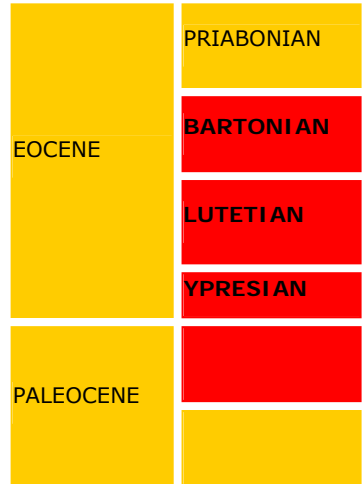 PRIABONIAN
BARTONIAN
EOCENE
LUTETIAN
YPRESIAN
PALEOCENE